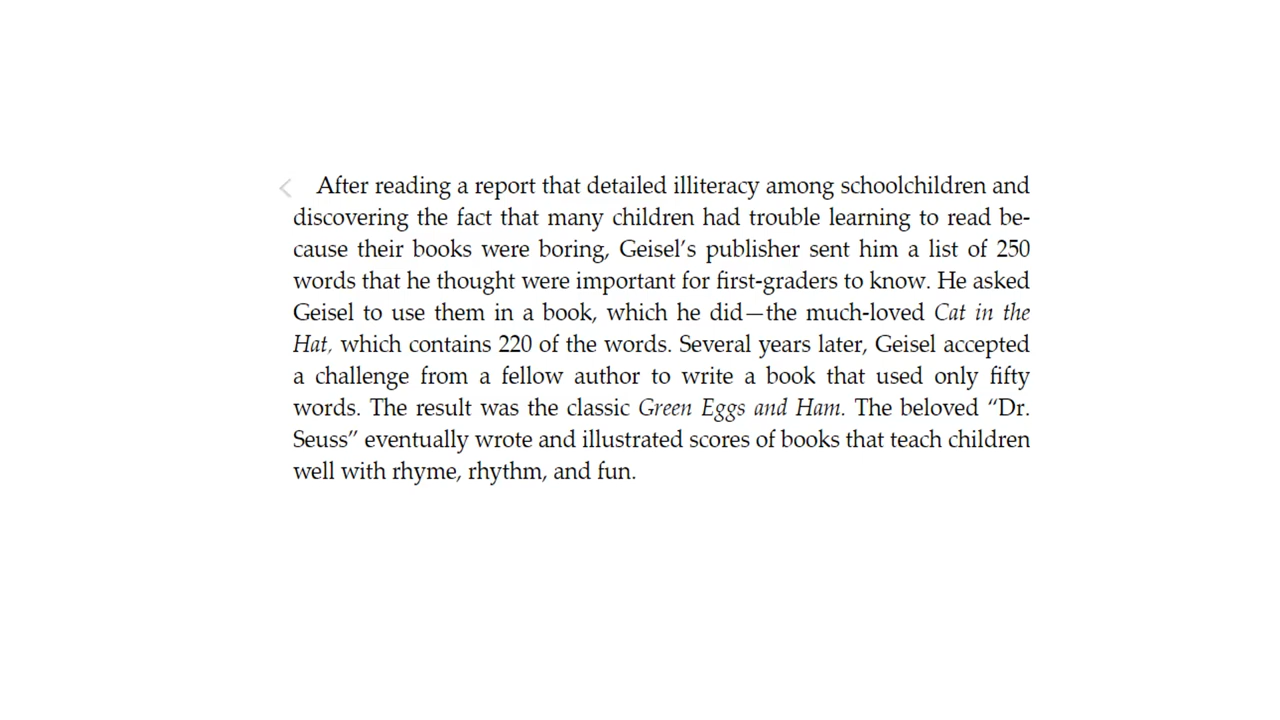 After reading a report that detailed illiteracy among schoolchildren and
discovering the fact that many children had trouble learning to read be-
cause their books were boring, Geisel's publisher sent him a list of 250
words that he thought were important for first-graders to know. He asked
Geisel to use them in a book, which he did—the much-loved Cat in the
Hat, which contains 220 of the words. Several years later, Geisel accepted
a challenge from a fellow author to write a book that used only fifty
words. The result was the classic Green Eggs and Ham. The beloved “Dr.
Seuss” eventually wrote and illustrated scores of books that teach children
well with rhyme, rhythm, and fun.